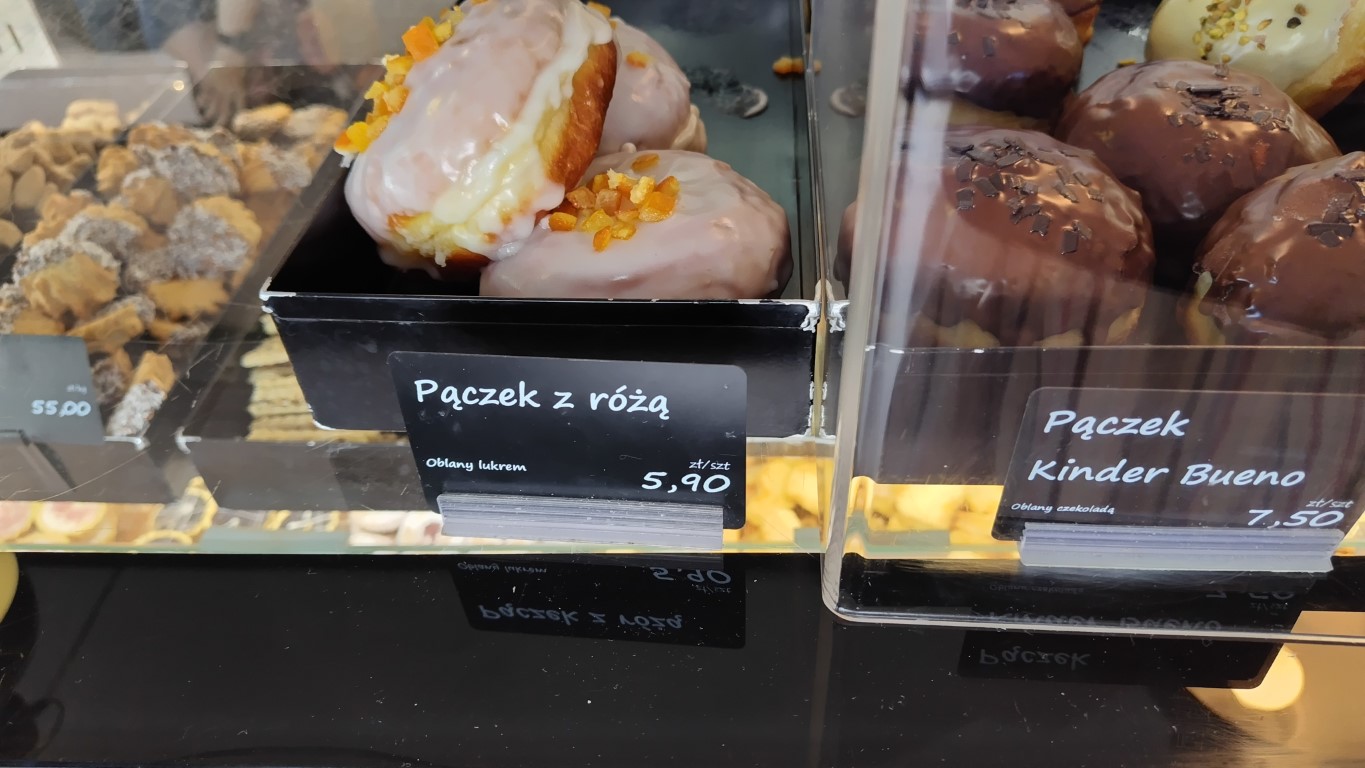 55,00
Pączek z różą
Oblany lukrem
zł/szt
5,90
Pączek
Kinder Bueno
Oblany czekoladą
zł/szt
7,50